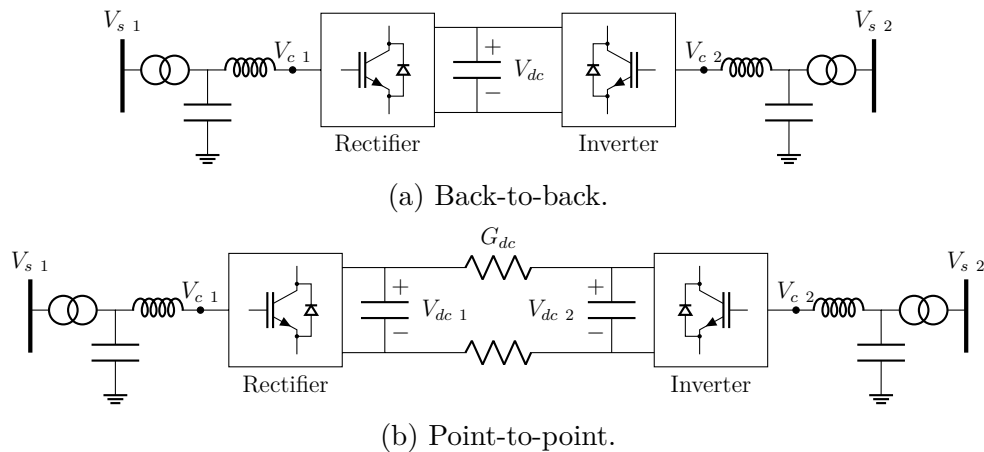 V_{s 1} V_{s 2}
V_{c 1} + V_{dc} − V_{c 2}
Rectifier Inverter
(a) Back-to-back.
G_{dc}
V_{s 1} V_{s 2}
V_{c 1} + V_{dc 1} − V_{dc 2} + − V_{c 2}
Rectifier Inverter
(b) Point-to-point.